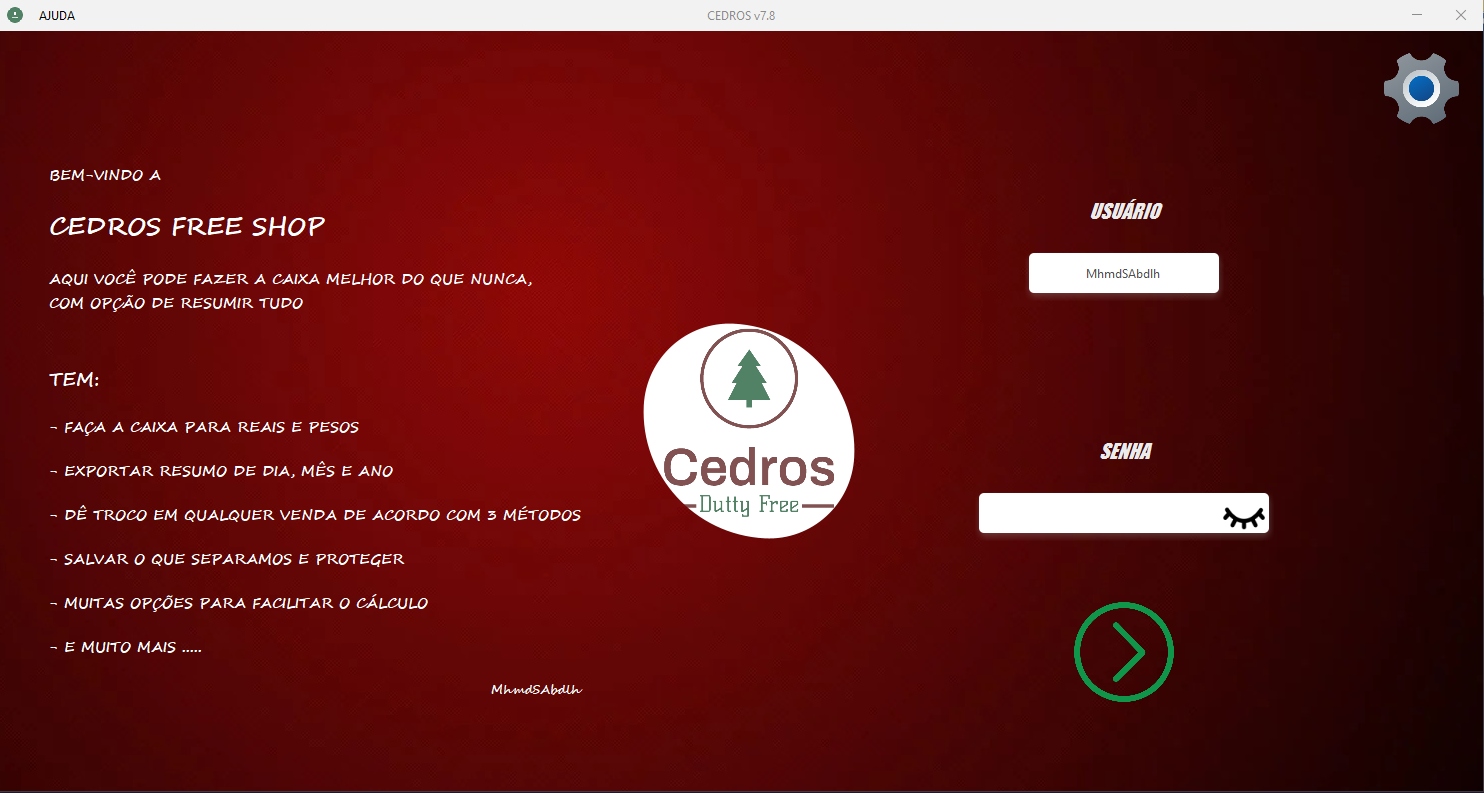 AJUDA
CEDROS v7.8
BEM-VINDO A
CEDROS FREE SHOP
AQUI VOCÊ PODE FAZER A CAIXA MELHOR DO QUE NUNCA,
COM OPÇÃO DE RESUMIR TUDO
TEM:
- FAÇA A CAIXA PARA REAIS E PESOS
- EXPORTAR RESUMO DE DIA, MÊS E ANO
- DÊ TROCO EM QUALQUER VENDA DE ACORDO COM 3 MÉTODOS
- SALVAR O QUE SEPARAMOS E PROTEGER
- MUITAS OPÇÕES PARA FACILITAR O CÁLCULO
- E MUITO MAIS .....
MhmdSAbdlh
Cedros
Dutty Free
USUÁRIO
MhmdSAbdlh
SENHA